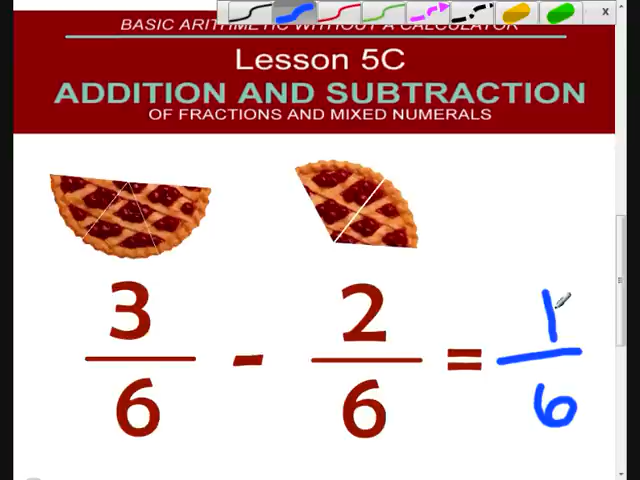 BASIC ARITHMETIC WITHOUT A CALCULATOR
Lesson 5C
ADDITION AND SUBTRACTION
OF FRACTIONS AND MIXED NUMERALS
3/6 - 2/6 = 1/6
x